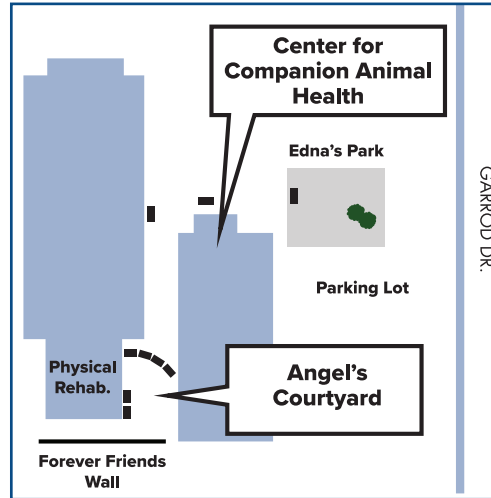 Center for
Companion Animal
Health
Edna's Park
GARROD DR.
Parking Lot
Physical
Rehab.
Angel's
Courtyard
Forever Friends
Wall